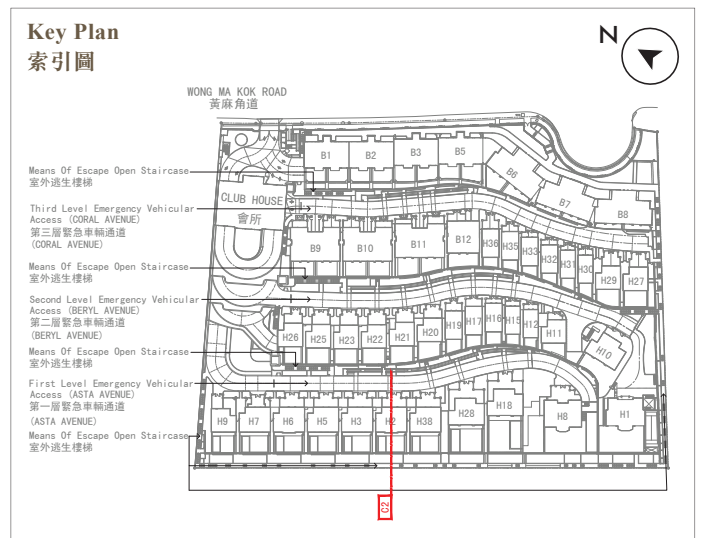 Key Plan
索引圖
N
WONG MA KOK ROAD
黃麻角道
Means Of Escape Open Staircase
室外逃生樓梯
CLUB HOUSE
會所
Third Level Emergency Vehicular
Access (CORAL AVENUE)
第三層緊急車輛通道
(CORAL AVENUE)
Means Of Escape Open Staircase
室外逃生樓梯
Second Level Emergency Vehicular
Access (BERYL AVENUE)
第二層緊急車輛通道
(BERYL AVENUE)
Means Of Escape Open Staircase
室外逃生樓梯
First Level Emergency Vehicular
Access (ASTA AVENUE)
第一層緊急車輛通道
(ASTA AVENUE)
Means Of Escape Open Staircase
室外逃生樓梯
B1 B2 B3 B5 B6 B7 B8
B9 B10 B11 B12 H36 H35 H33 H32 H31 H30 H29 H27
H26 H25 H23 H22 H21 H20 H19 H17 H16 H15 H12 H11 H10
H9 H7 H6 H5 H3 H2 H38 H28 H18 H8 H1
C2